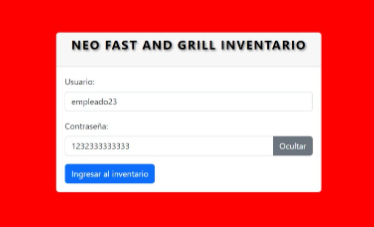 NEO FAST AND GRILL INVENTARIO
Usuario:
empleado23
Contraseña:
1232333333333
Ocultar
Ingresar al inventario